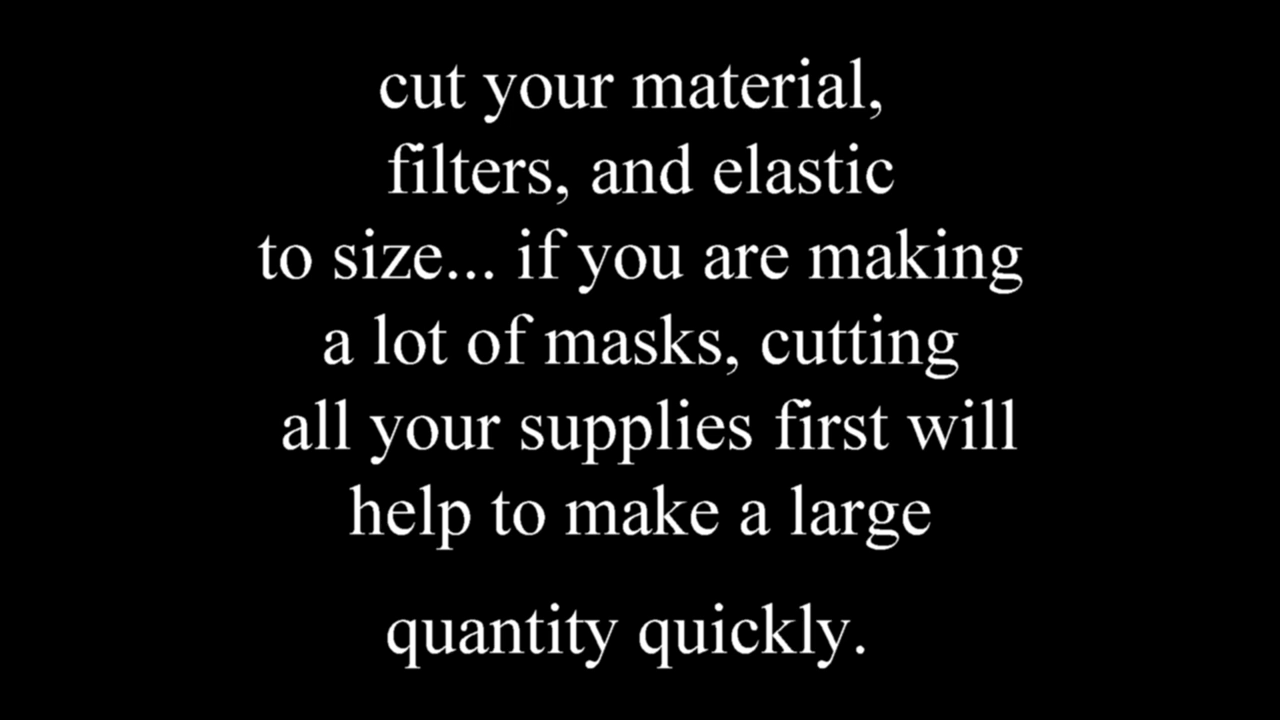 cut your material,
filters, and elastic
to size... if you are making
a lot of masks, cutting
all your supplies first will
help to make a large
quantity quickly.